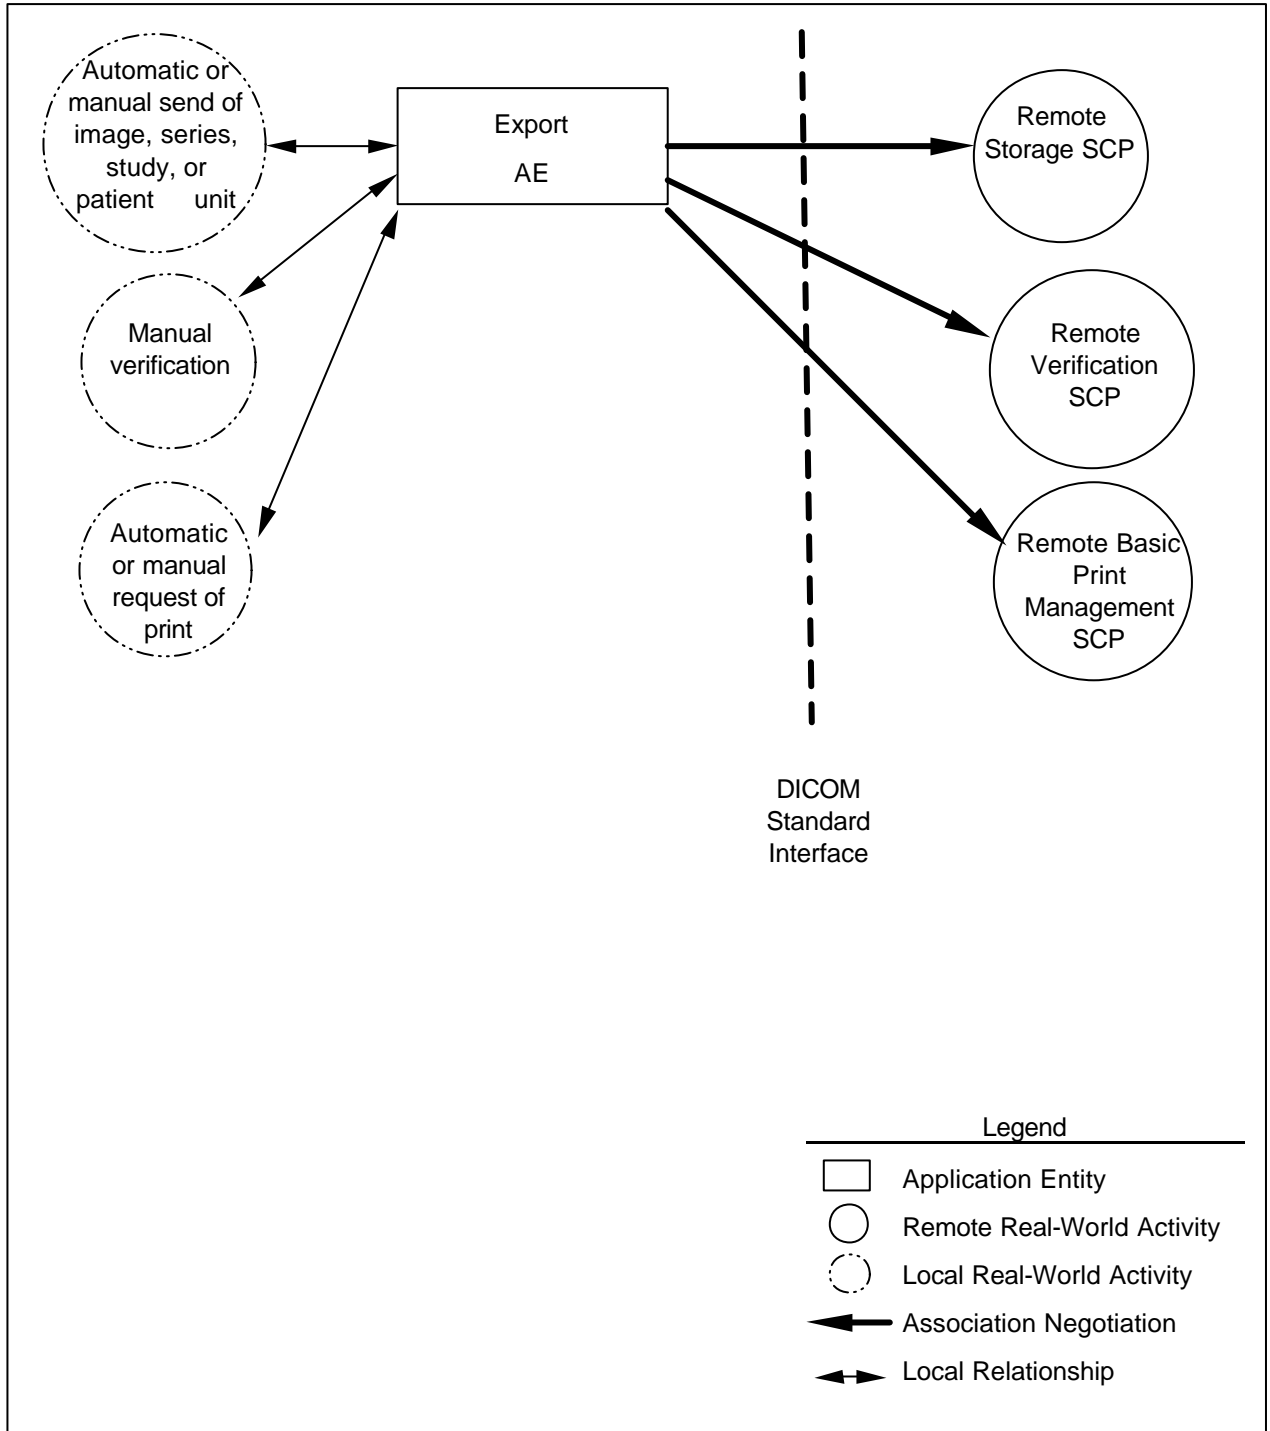 Automatic or
manual send of
image, series,
study, or
patient unit
Export
AE
Remote
Storage SCP
Manual
verification
Remote
Verification
SCP
Automatic
or manual
request of
print
Remote Basic
Print
Management
SCP
DICOM
Standard
Interface
Legend
Application Entity
Remote Real-World Activity
Local Real-World Activity
Association Negotiation
Local Relationship